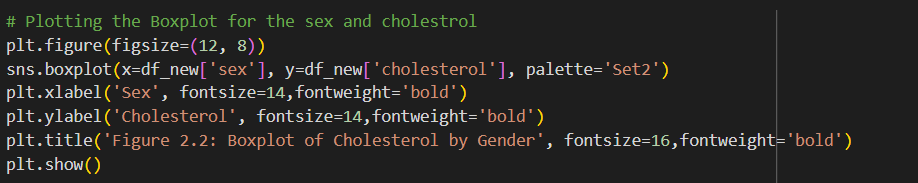 # Plotting the Boxplot for the sex and cholestrol
plt.figure(figsize=(12, 8))
sns.boxplot(x=df_new['sex'], y=df_new['cholesterol'], palette='Set2')
plt.xlabel('Sex', fontsize=14,fontweight='bold')
plt.ylabel('Cholesterol', fontsize=14,fontweight='bold')
plt.title('Figure 2.2: Boxplot of Cholesterol by Gender', fontsize=16,fontweight='bold')
plt.show()